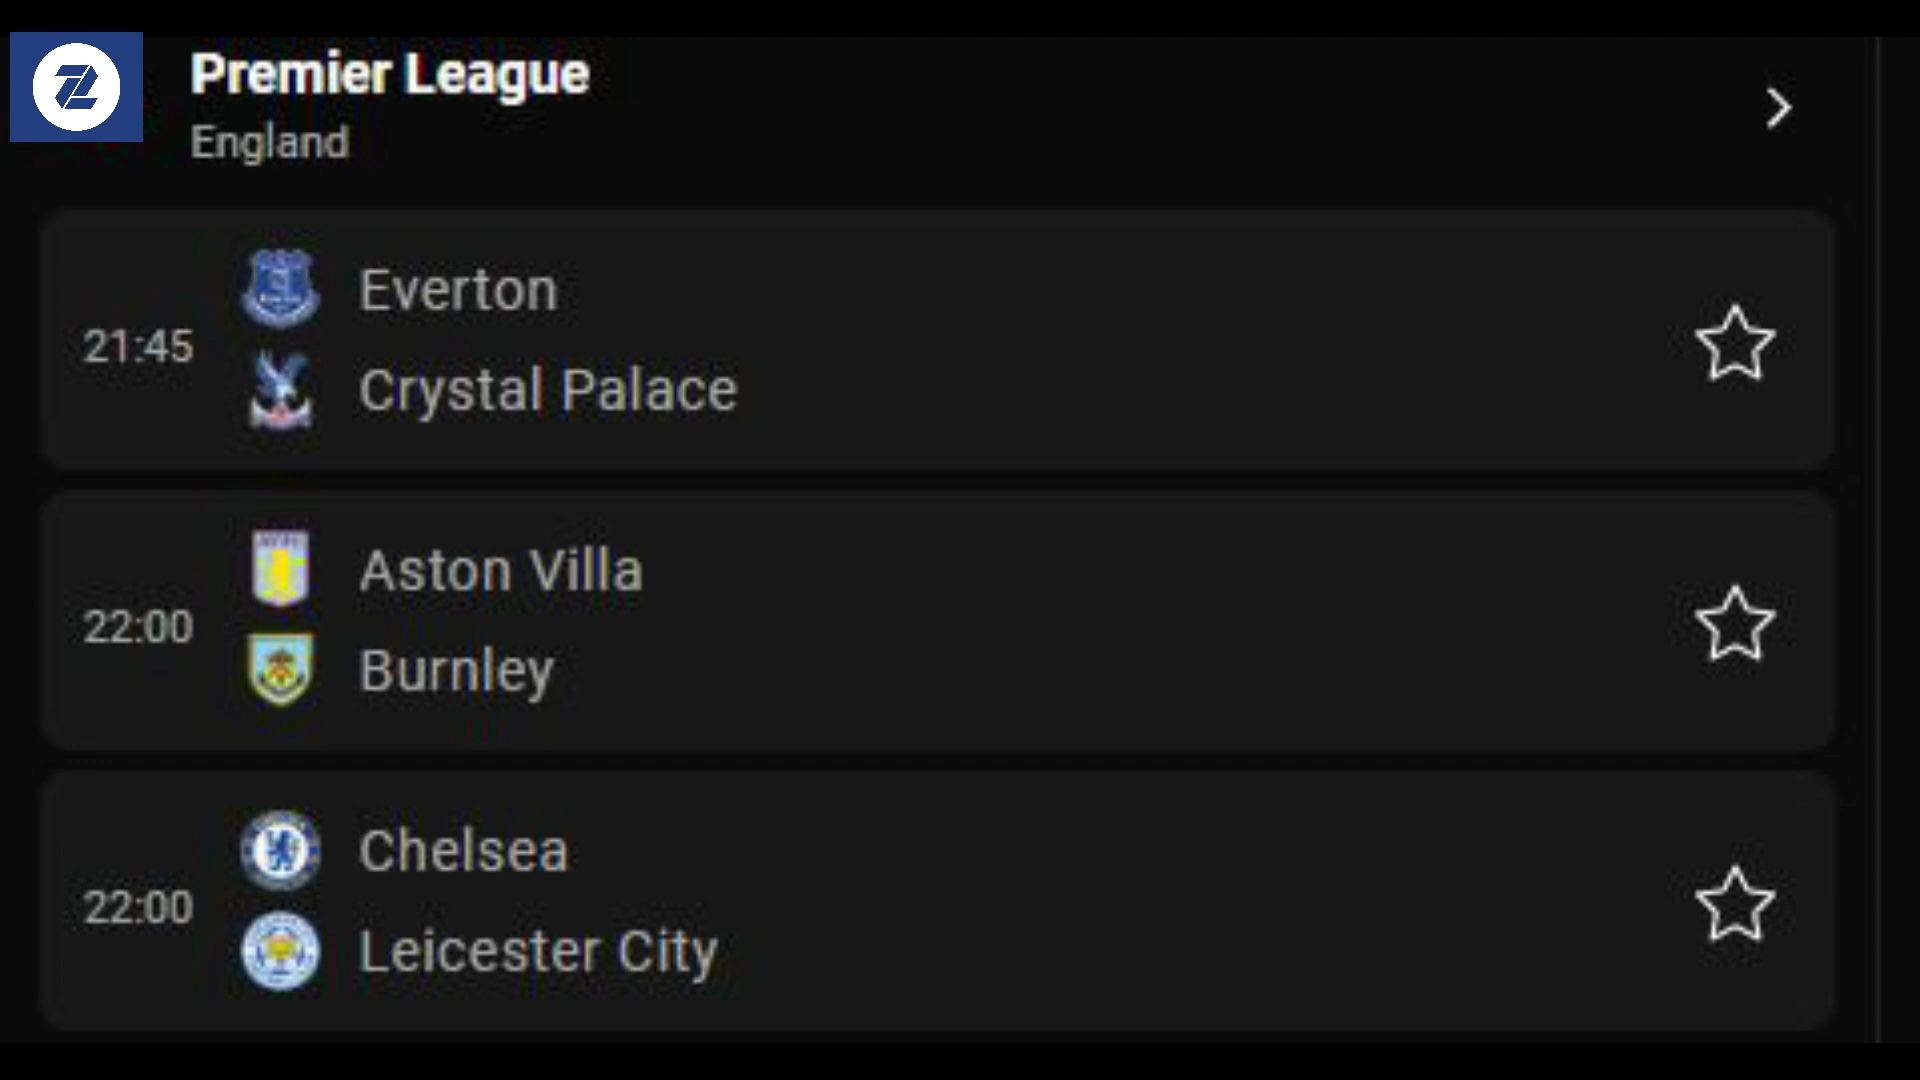 Premier League
England
21:45
Everton
Crystal Palace
22:00
Aston Villa
Burnley
22:00
Chelsea
Leicester City